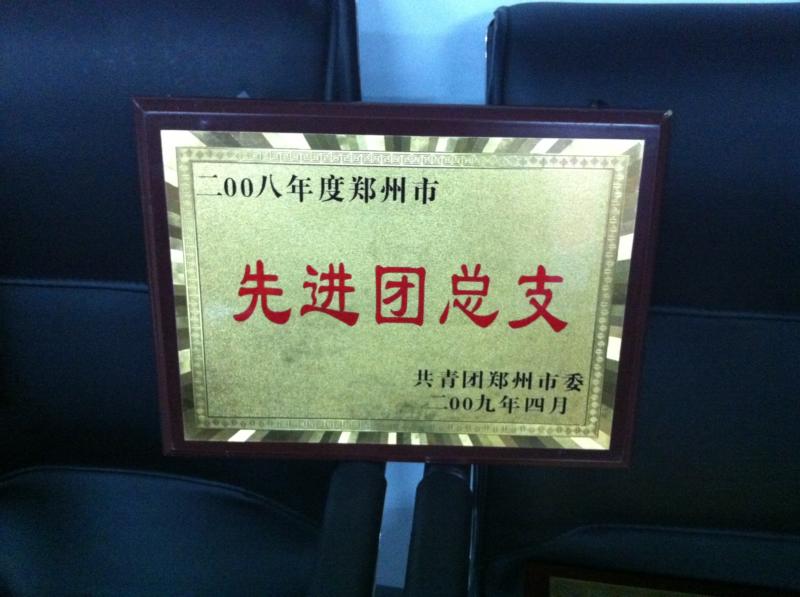 二00八年度郑州市
先进团总支
共青团郑州市委
二00九年四月